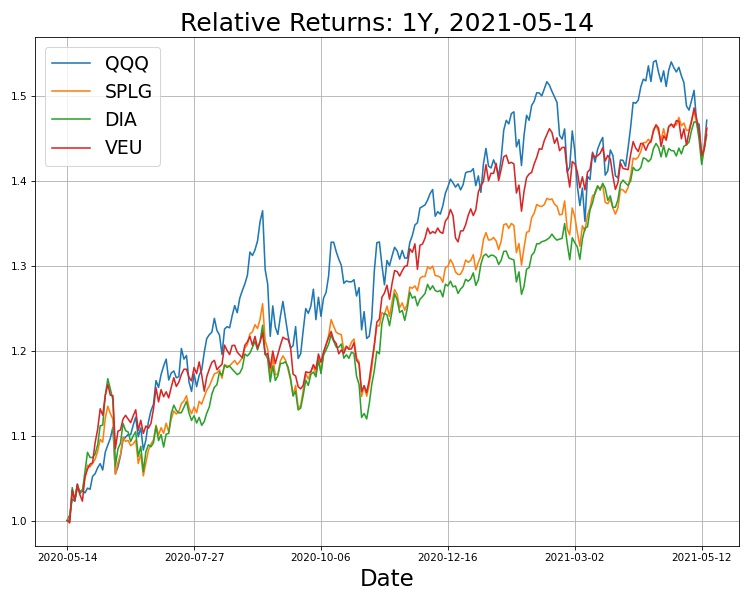 Relative Returns: 1Y, 2021-05-14
QQQ
SPLG
DIA
VEU
1.5
1.4
1.3
1.2
1.1
1.0
2020-05-14 2020-07-27 2020-10-06 2020-12-16 2021-03-02 2021-05-12
Date